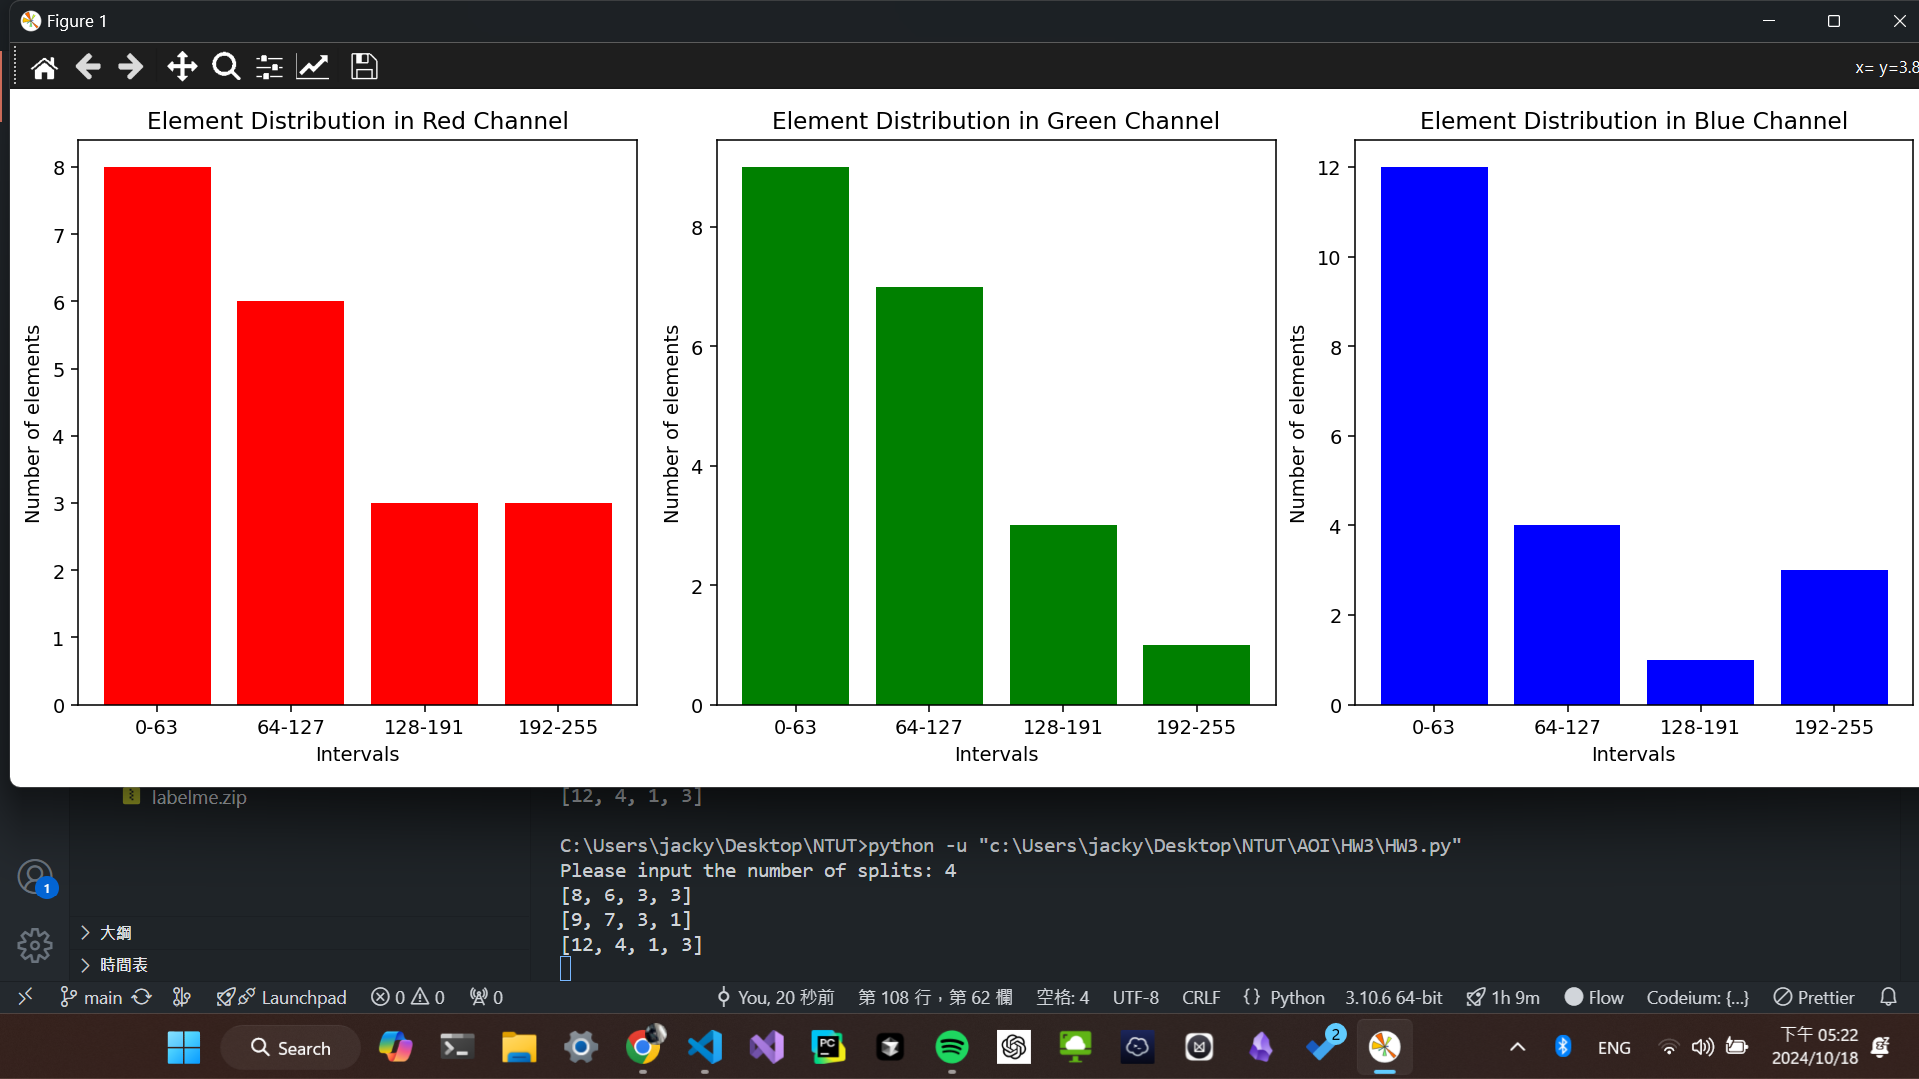 Figure 1
x= y=3.8
Element Distribution in Red Channel
Number of elements
8
7
6
5
4
3
2
1
0
0-63 64-127 128-191 192-255
Intervals
Element Distribution in Green Channel
Number of elements
8
6
4
2
0
0-63 64-127 128-191 192-255
Intervals
Element Distribution in Blue Channel
Number of elements
12
10
8
6
4
2
0
0-63 64-127 128-191 192-255
Intervals
labelme.zip
1
大綱
時間表
[12, 4, 1, 3]
C:\Users\jacky\Desktop\NTUT>python -u "c:\Users\jacky\Desktop\NTUT\AOI\HW3\HW3.py"
Please input the number of splits: 4
[8, 6, 3, 3]
[9, 7, 3, 1]
[12, 4, 1, 3]
main Launchpad 0 0 0 You, 20 秒前 第 108 行，第 62 欄 空格: 4 UTF-8 CRLF {} Python 3.10.6 64-bit 1h 9m Flow Codeium: {...} Prettier
Search PC 2 ENG
下午 05:22
2024/10/18